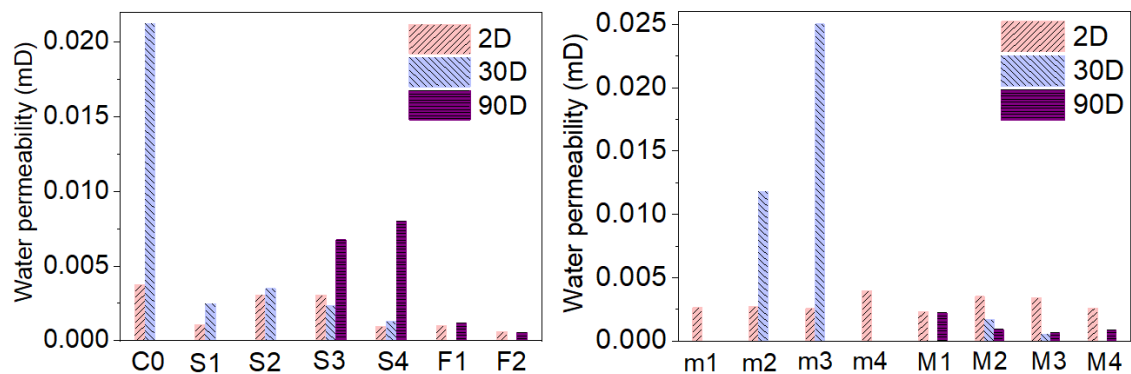 Water permeability (mD)
0.020
0.015
0.010
0.005
0.000
2D
30D
90D
C0 S1 S2 S3 S4 F1 F2
Water permeability (mD)
0.025
0.020
0.015
0.010
0.005
0.000
2D
30D
90D
m1 m2 m3 m4 M1 M2 M3 M4